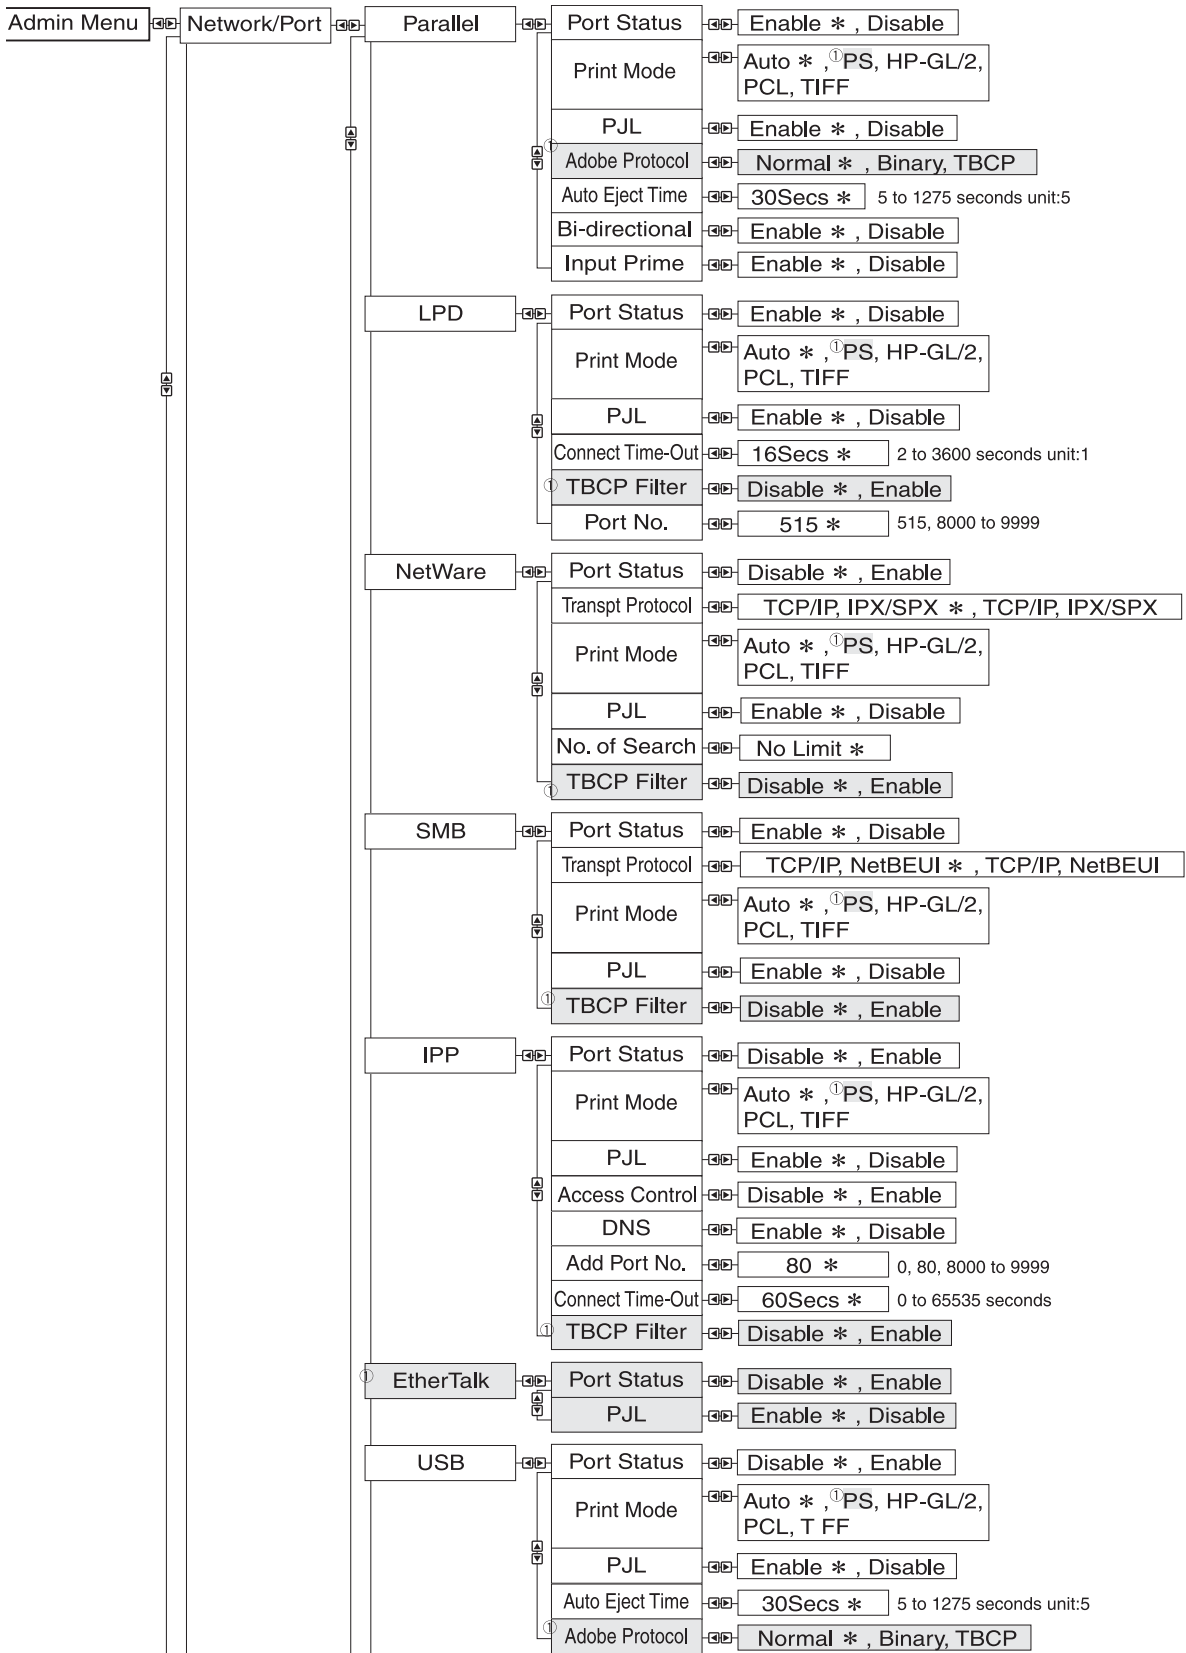 Admin Menu Network/Port Parallel Port Status Enable * , Disable
Print Mode Auto * , ①PS, HP-GL/2,
PCL, TIFF
PJL Enable * , Disable
① Adobe Protocol Normal * , Binary, TBCP
Auto Eject Time 30Secs * 5 to 1275 seconds unit:5
Bi-directional Enable * , Disable
Input Prime Enable * , Disable
LPD Port Status Enable * , Disable
Print Mode Auto * , ①PS, HP-GL/2,
PCL, TIFF
PJL Enable * , Disable
Connect Time-Out 16Secs * 2 to 3600 seconds unit:1
① TBCP Filter Disable * , Enable
Port No. 515 * 515, 8000 to 9999
NetWare Port Status Disable * , Enable
Transpt Protocol TCP/IP, IPX/SPX * , TCP/IP, IPX/SPX
Print Mode Auto * , ①PS, HP-GL/2,
PCL, TIFF
PJL Enable * , Disable
No. of Search No Limit *
① TBCP Filter Disable * , Enable
SMB Port Status Enable * , Disable
Transpt Protocol TCP/IP, NetBEUI * , TCP/IP, NetBEUI
Print Mode Auto * , ①PS, HP-GL/2,
PCL, TIFF
PJL Enable * , Disable
① TBCP Filter Disable * , Enable
IPP Port Status Disable * , Enable
Print Mode Auto * , ①PS, HP-GL/2,
PCL, TIFF
PJL Enable * , Disable
Access Control Disable * , Enable
DNS Enable * , Disable
Add Port No. 80 * 0, 80, 8000 to 9999
Connect Time-Out 60Secs * 0 to 65535 seconds
① TBCP Filter Disable * , Enable
① EtherTalk Port Status Disable * , Enable
PJL Enable * , Disable
USB Port Status Disable * , Enable
Print Mode Auto * , ①PS, HP-GL/2,
PCL, T FF
PJL Enable * , Disable
Auto Eject Time 30Secs * 5 to 1275 seconds unit:5
① Adobe Protocol Normal * , Binary, TBCP